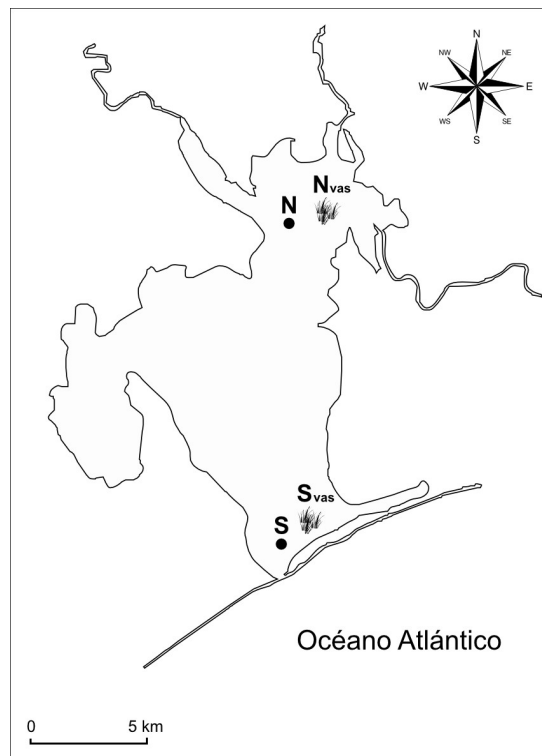 N
NW NE
W E
WS SE
S
Nvas
N
Svas
S
Océano Atlántico
0 5 km